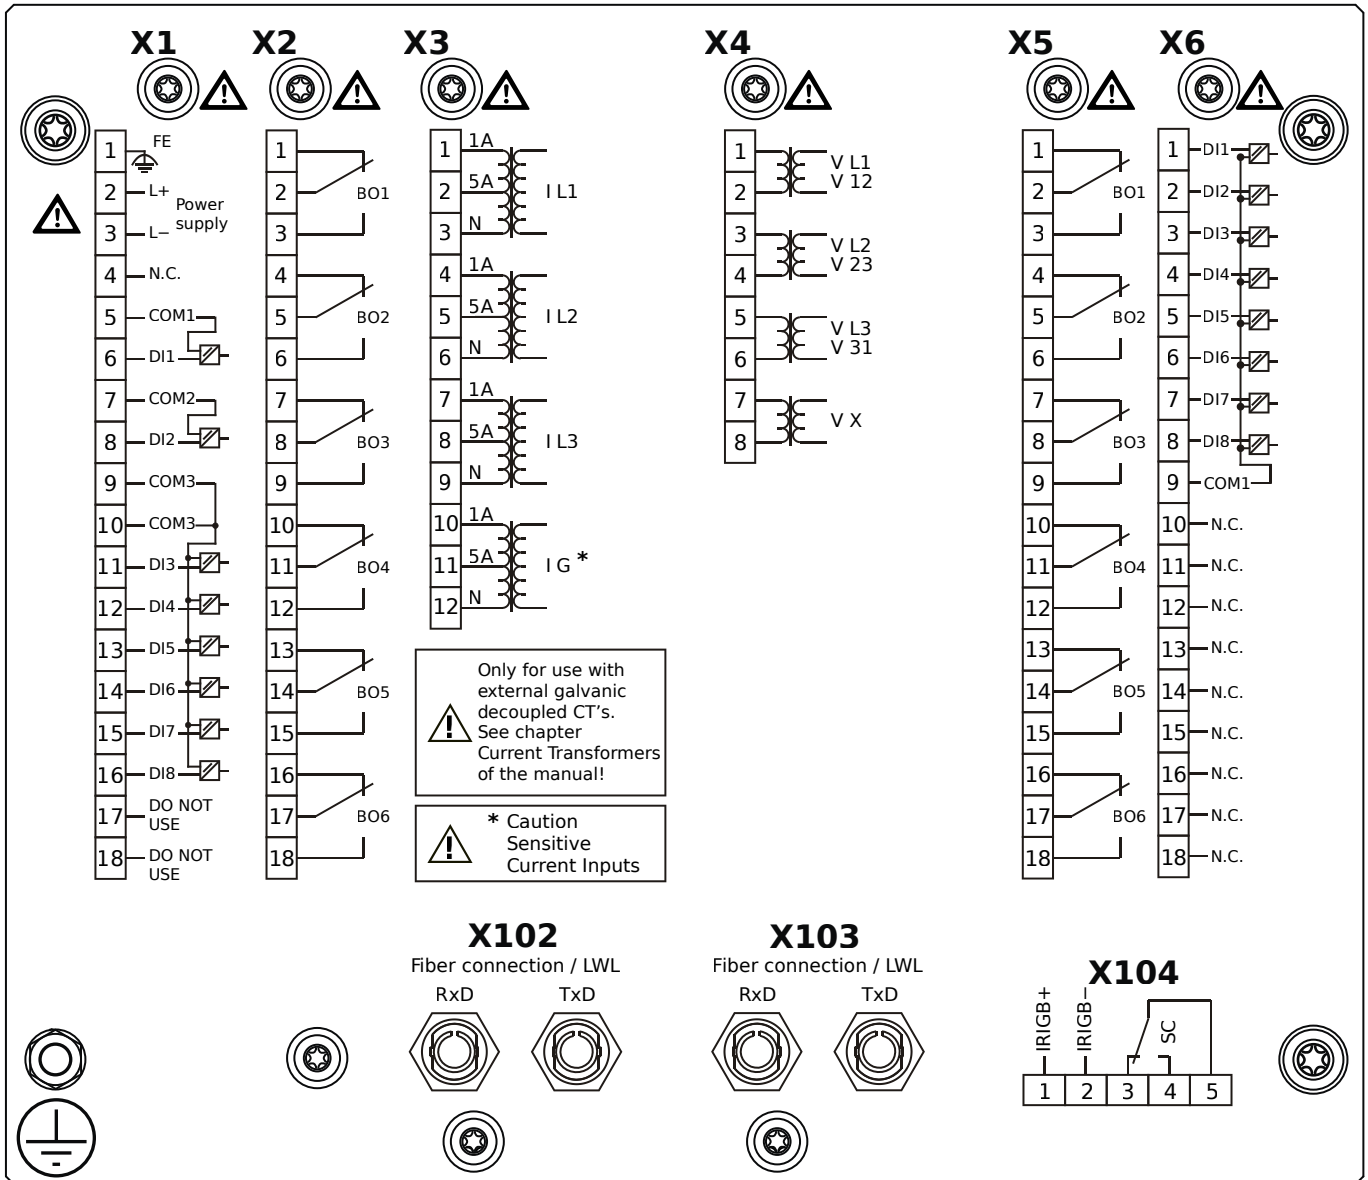 X1 X2 X3 X4 X5 X6
X1
1 FE
2 L+ Power
3 L− supply
4 N.C.
5 COM1
6 DI1
7 COM2
8 DI2
9 COM3
10 COM3
11 DI3
12 DI4
13 DI5
14 DI6
15 DI7
16 DI8
17 DO NOT
USE
18 DO NOT
USE
1
2 BO1
3
4
5 BO2
6
7
8 BO3
9
10
11 BO4
12
13
14 BO5
15
16
17 BO6
18
1 1A
2 5A I L1
3 N
4 1A
5 5A I L2
6 N
7 1A
8 5A I L3
9 N
10 1A
11 5A I G *
12 N
Only for use with
external galvanic
decoupled CT's.
See chapter
Current Transformers
of the manual!
* Caution
Sensitive
Current Inputs
1 V L1
2 V 12
3 V L2
4 V 23
5 V L3
6 V 31
7 V X
8
1
2 BO1
3
4
5 BO2
6
7
8 BO3
9
10
11 BO4
12
13
14 BO5
15
16
17 BO6
18
1 DI1
2 DI2
3 DI3
4 DI4
5 DI5
6 DI6
7 DI7
8 DI8
9 COM1
10 N.C.
11 N.C.
12 N.C.
13 N.C.
14 N.C.
15 N.C.
16 N.C.
17 N.C.
18 N.C.
X102
Fiber connection / LWL
RxD TxD
X103
Fiber connection / LWL
RxD TxD
X104
IRIGB+
IRIGB−
SC
1 2 3 4 5